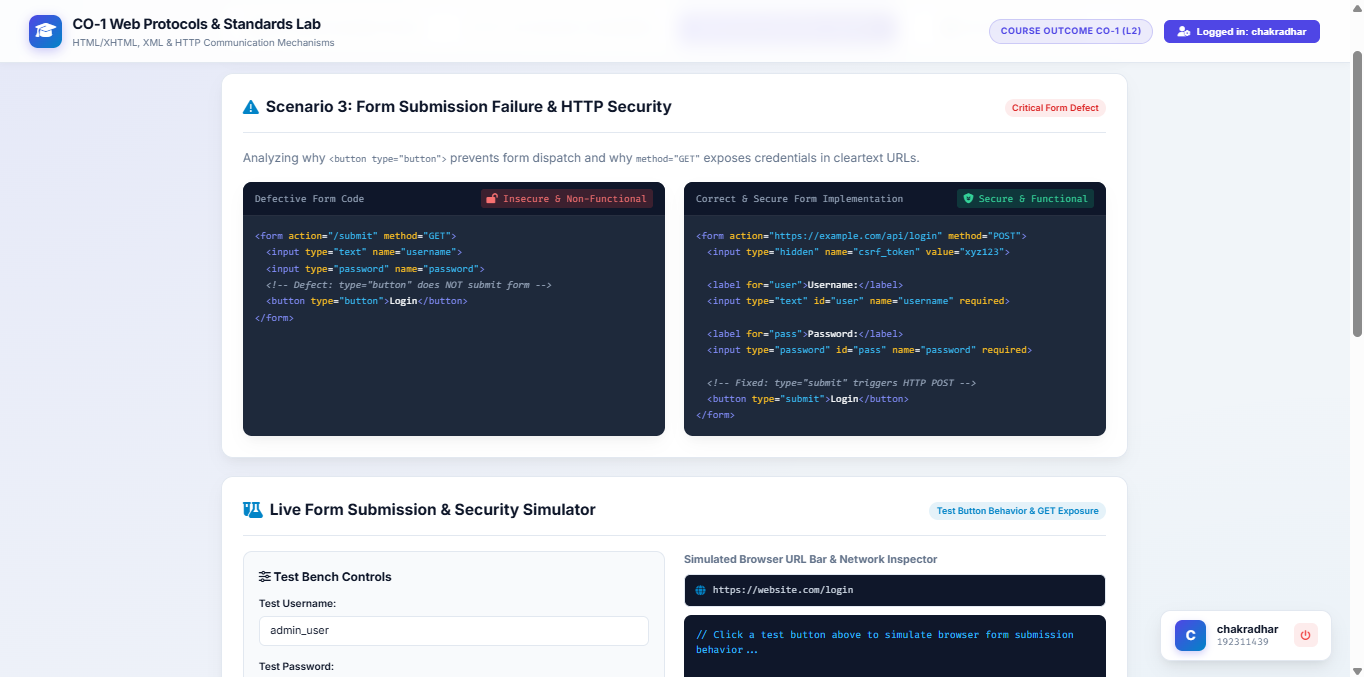 CO-1 Web Protocols & Standards Lab
HTML/XHTML, XML & HTTP Communication Mechanisms
COURSE OUTCOME CO-1 (L2)
Logged in: chakradhar
Scenario 3: Form Submission Failure & HTTP Security
Critical Form Defect
Analyzing why <button type="button"> prevents form dispatch and why method="GET" exposes credentials in cleartext URLs.
Defective Form Code
Insecure & Non-Functional
<form action="/submit" method="GET">
  <input type="text" name="username">
  <input type="password" name="password">
  <!-- Defect: type="button" does NOT submit form -->
  <button type="button">Login</button>
</form>
Correct & Secure Form Implementation
Secure & Functional
<form action="https://example.com/api/login" method="POST">
  <input type="hidden" name="csrf_token" value="xyz123">
  <label for="user">Username:</label>
  <input type="text" id="user" name="username" required>
  <label for="pass">Password:</label>
  <input type="password" id="pass" name="password" required>
  <!-- Fixed: type="submit" triggers HTTP POST -->
  <button type="submit">Login</button>
</form>
Live Form Submission & Security Simulator
Test Button Behavior & GET Exposure
Test Bench Controls
Test Username:
admin_user
Test Password:
Simulated Browser URL Bar & Network Inspector
https://website.com/login
// Click a test button above to simulate browser form submission
behavior...
C
chakradhar
192311439